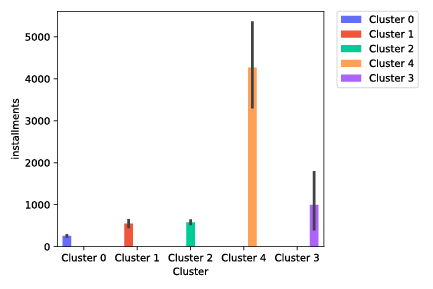 installments
5000
4000
3000
2000
1000
0
Cluster 0 Cluster 1 Cluster 2 Cluster 4 Cluster 3
Cluster
Cluster 0
Cluster 1
Cluster 2
Cluster 4
Cluster 3